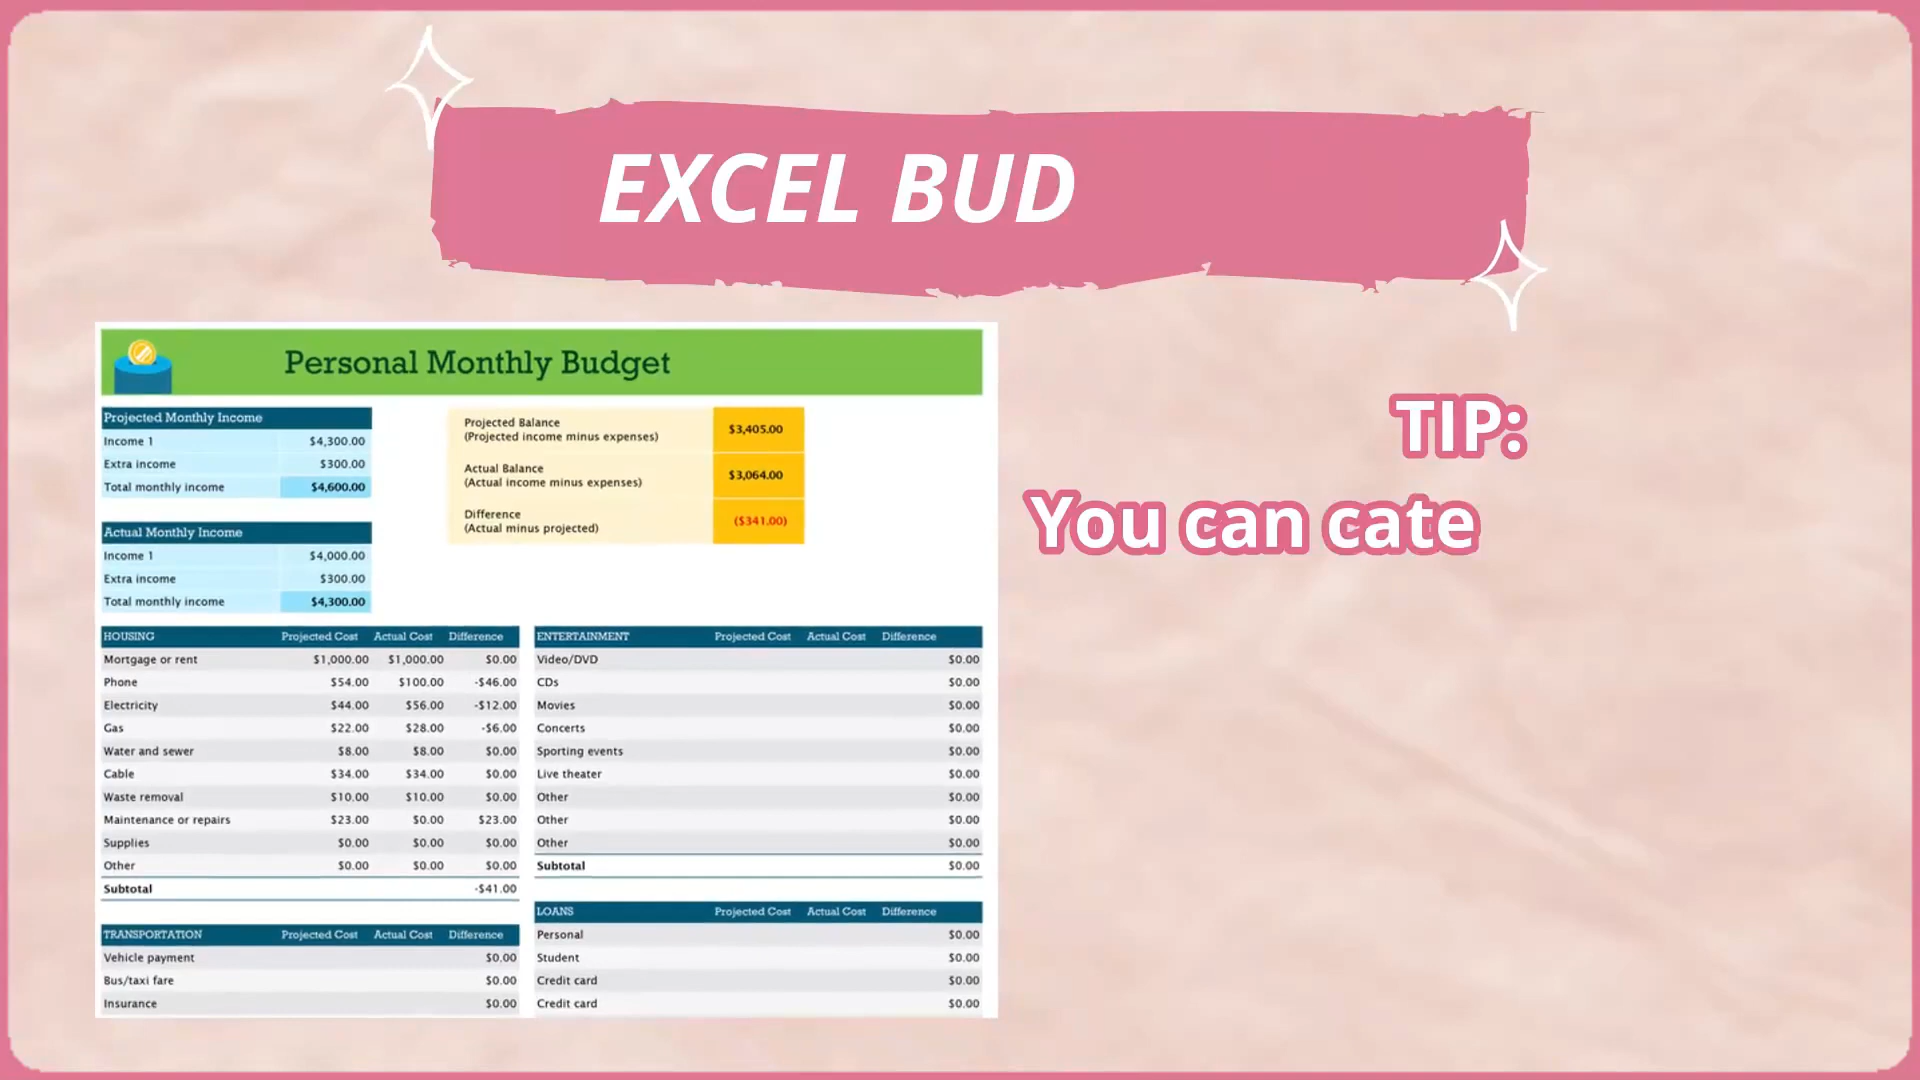 EXCEL BUD
Personal Monthly Budget
Projected Monthly Income
Income 1 $4,300.00
Extra income $300.00
Total monthly income $4,600.00
Projected Balance
(Projected income minus expenses) $3,405.00
Actual Balance
(Actual income minus expenses) $3,064.00
Difference
(Actual minus projected) ($341.00)
Actual Monthly Income
Income 1 $4,000.00
Extra income $300.00
Total monthly income $4,300.00
HOUSING Projected Cost Actual Cost Difference
Mortgage or rent $1,000.00 $1,000.00 $0.00
Phone $54.00 $100.00 -$46.00
Electricity $44.00 $56.00 -$12.00
Gas $22.00 $28.00 -$6.00
Water and sewer $8.00 $8.00 $0.00
Cable $34.00 $34.00 $0.00
Waste removal $10.00 $10.00 $0.00
Maintenance or repairs $23.00 $0.00 $23.00
Supplies $0.00 $0.00 $0.00
Other $0.00 $0.00 $0.00
Subtotal -$41.00
TRANSPORTATION Projected Cost Actual Cost Difference
Vehicle payment $0.00
Bus/taxi fare $0.00
Insurance $0.00
ENTERTAINMENT Projected Cost Actual Cost Difference
Video/DVD $0.00
CDs $0.00
Movies $0.00
Concerts $0.00
Sporting events $0.00
Live theater $0.00
Other $0.00
Other $0.00
Other $0.00
Subtotal $0.00
LOANS Projected Cost Actual Cost Difference
Personal $0.00
Student $0.00
Credit card $0.00
Credit card $0.00
TIP:
You can cate